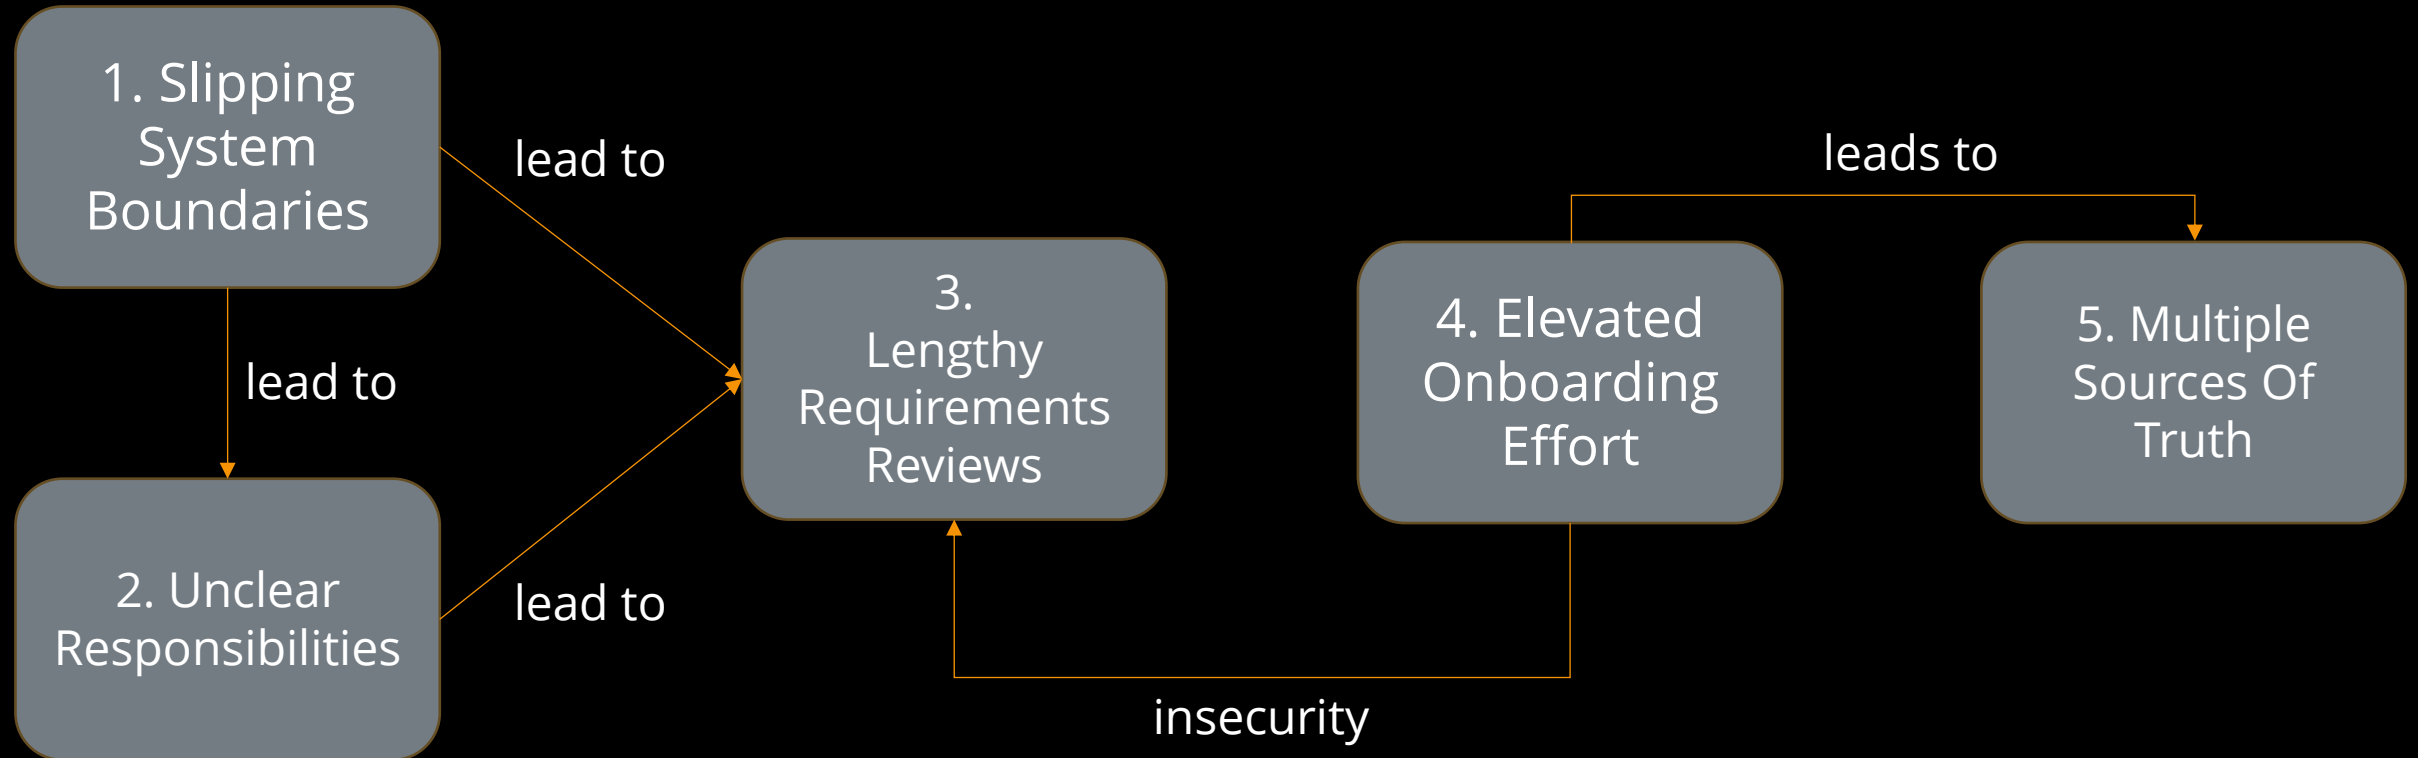 1. Slipping
System
Boundaries
lead to
lead to
2. Unclear
Responsibilities
lead to
3.
Lengthy
Requirements
Reviews
insecurity
4. Elevated
Onboarding
Effort
leads to
5. Multiple
Sources Of
Truth